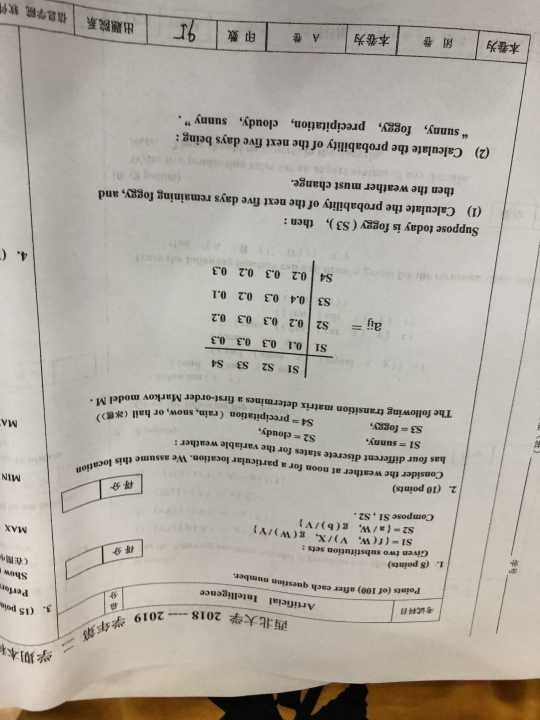 西北大学 2018 ---- 2019 学年第 二 学期本科
考试科目
Artificial Intelligence
总
分
Points (of 100) after each question number.
得 分
1. (8 points)
Given two substitution sets :
S1 = { f ( W, V ) / X, g ( W ) / Y }
S2 = { a / W, g ( b ) / V }
Compose S1 , S2 .
得 分
2. (10 points)
Consider the weather at noon for a particular location. We assume this location
has four different discrete states for the variable weather :
S1 = sunny, S2 = cloudy,
S3 = foggy, S4 = precipitation (rain, snow, or hail (冰雹))
The following transition matrix determines a first-order Markov model M .
S1 S2 S3 S4
S1 0.1 0.3 0.3 0.3
aij = S2 0.2 0.3 0.3 0.2
S3 0.4 0.3 0.2 0.1
S4 0.2 0.3 0.2 0.3
Suppose today is foggy ( S3 ), then :
(1) Calculate the probability of the next five days remaining foggy, and
then the weather must change.
(2) Calculate the probability of the next five days being :
“ sunny, foggy, precipitation, cloudy, sunny ” .
本卷为 闭 卷 本卷为 A 卷 印 数 95 出题院系 信息学院 软件
3. (15 poin
Perfor
Show
(在图中
MAX
MIN
MA
4. (